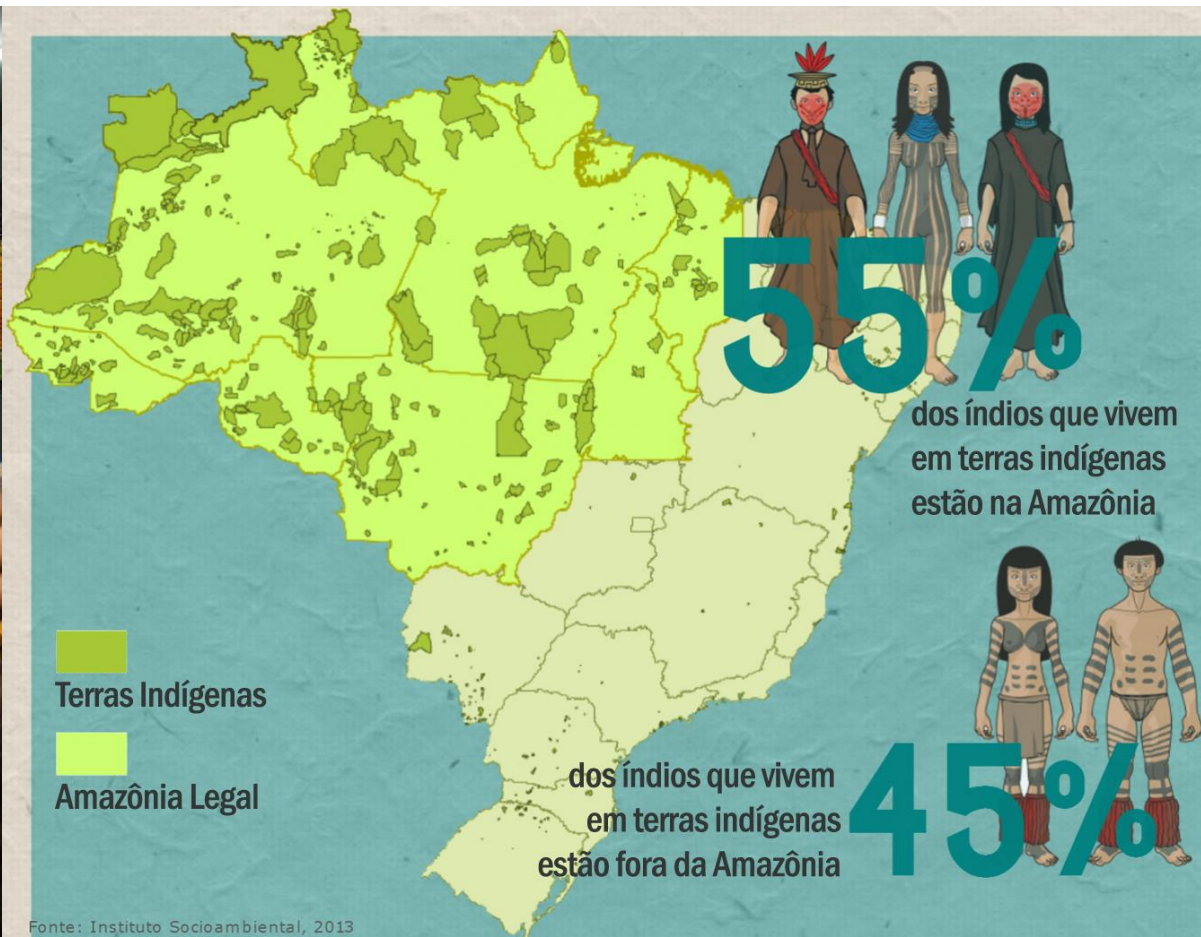 55%
dos índios que vivem
em terras indígenas
estão na Amazônia
Terras Indígenas
Amazônia Legal
dos índios que vivem
em terras indígenas
estão fora da Amazônia
45%
Fonte: Instituto Socioambiental, 2013